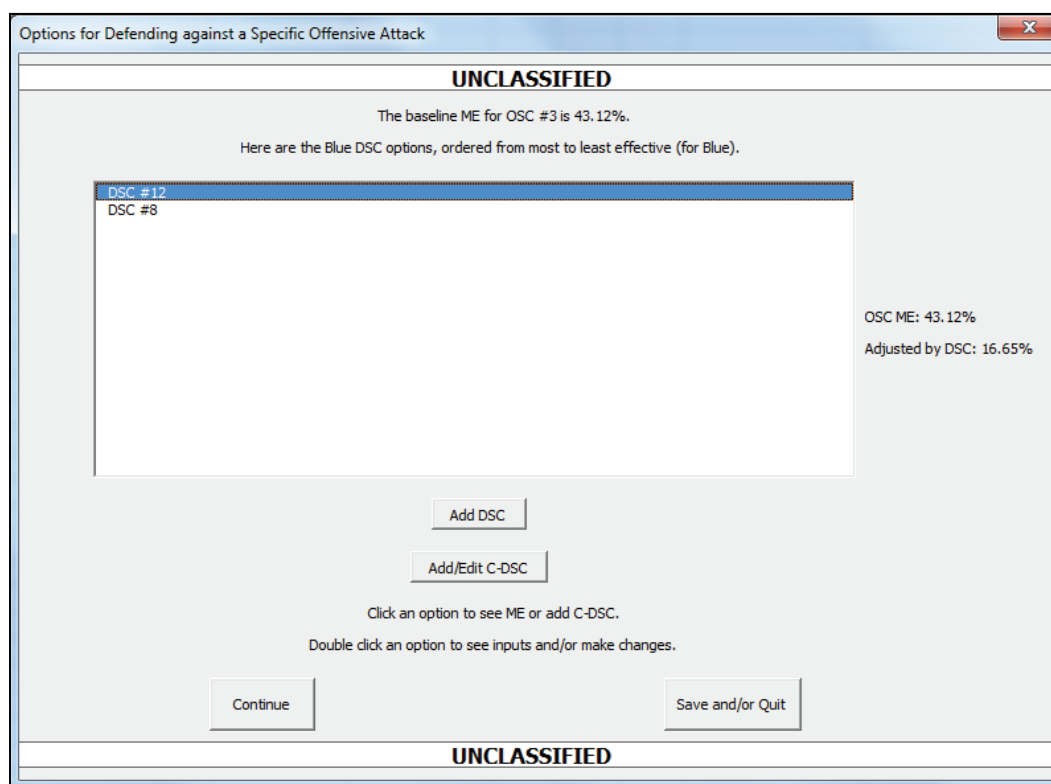 Options for Defending against a Specific Offensive Attack
X
UNCLASSIFIED
The baseline ME for OSC #3 is 43.12%.
Here are the Blue DSC options, ordered from most to least effective (for Blue).
DSC #12
DSC #8
OSC ME: 43.12%
Adjusted by DSC: 16.65%
Add DSC
Add/Edit C-DSC
Click an option to see ME or add C-DSC.
Double click an option to see inputs and/or make changes.
Continue
Save and/or Quit
UNCLASSIFIED